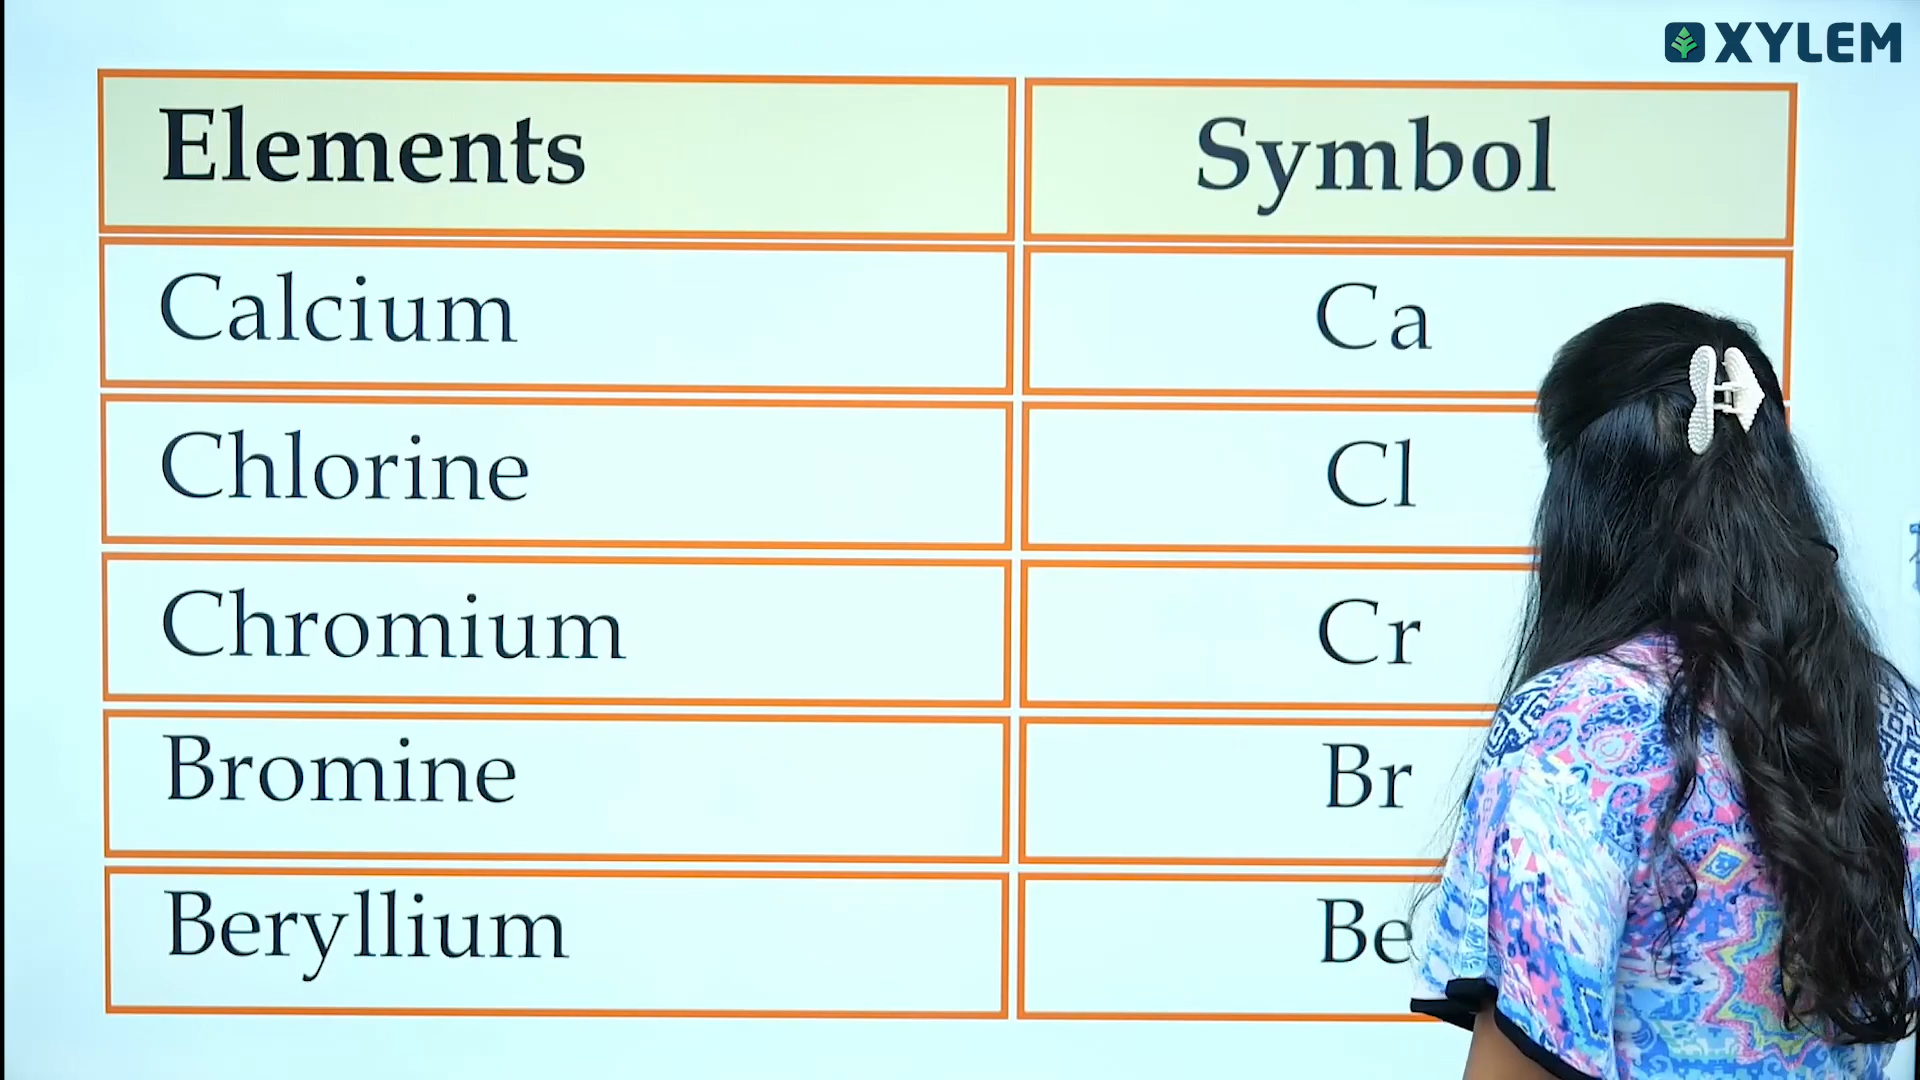 XYLEM
Elements Symbol
Calcium Ca
Chlorine Cl
Chromium Cr
Bromine Br
Beryllium Be